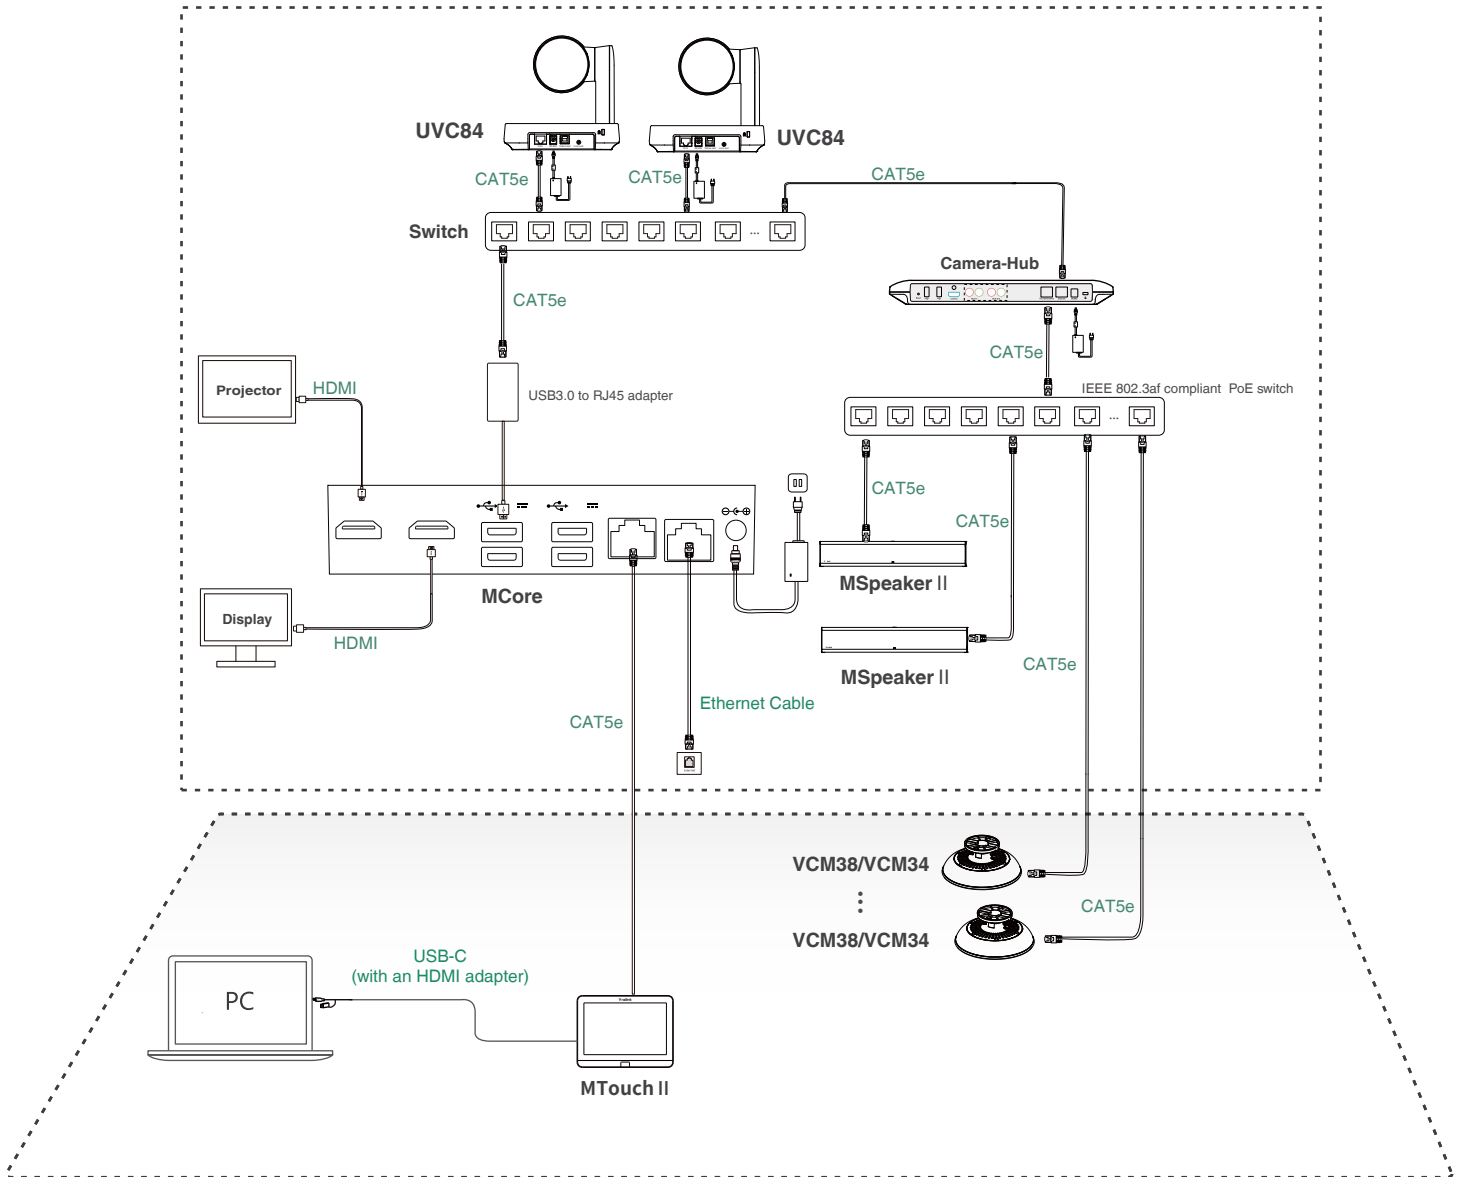 UVC84
UVC84
CAT5e
CAT5e
CAT5e
Switch
...
Camera-Hub
CAT5e
CAT5e
Projector
HDMI
USB3.0 to RJ45 adapter
IEEE 802.3af compliant PoE switch
...
CAT5e
CAT5e
MSpeaker II
MCore
Display
HDMI
CAT5e
MSpeaker II
Ethernet Cable
CAT5e
VCM38/VCM34
CAT5e
VCM38/VCM34
USB-C
(with an HDMI adapter)
PC
Yealink
MTouch II